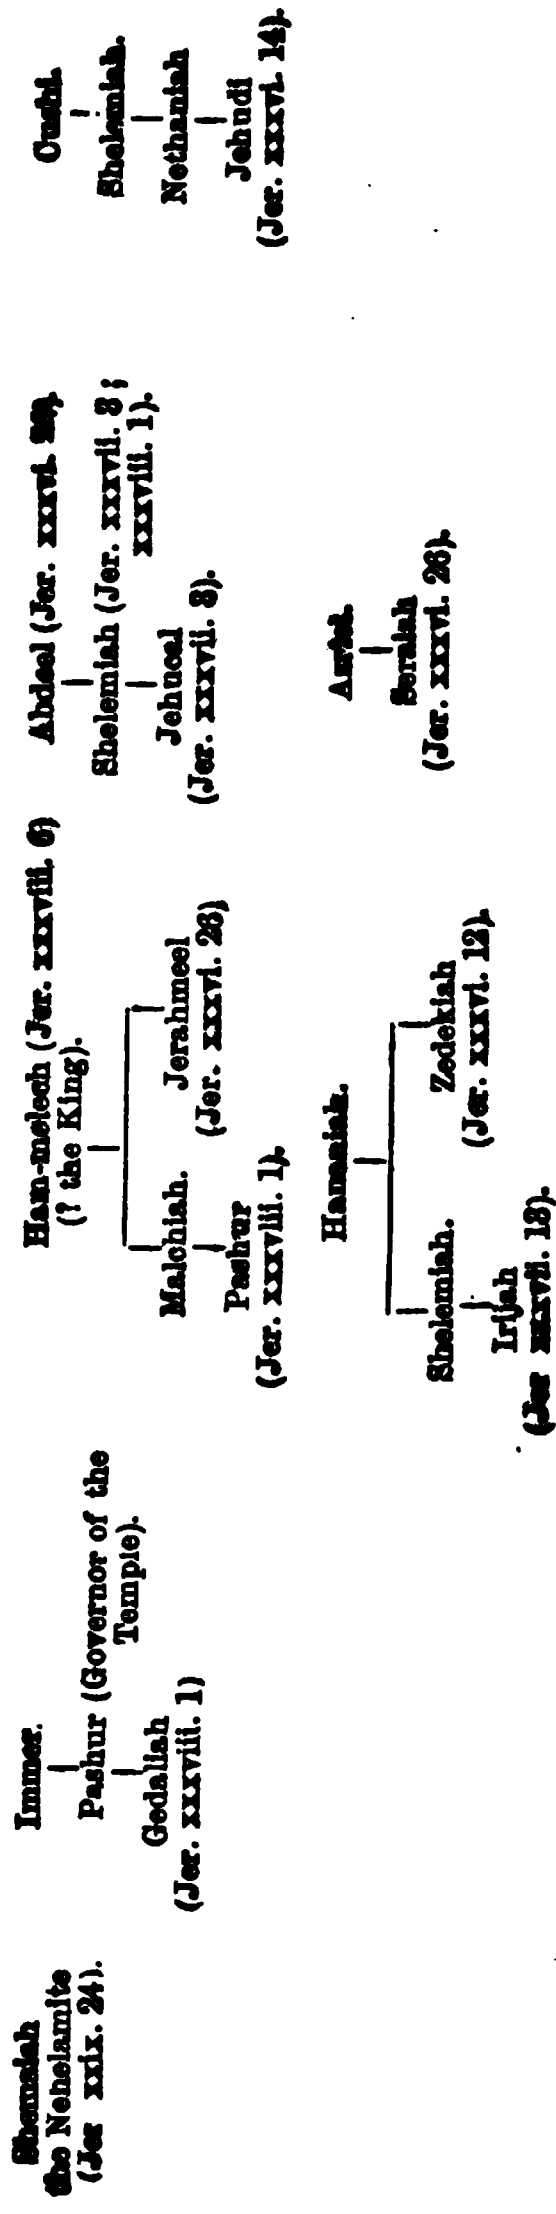 Shemaiah
the Nehelamite
(Jer xxix. 24).
Immer.
Pashur (Governor of the
Temple).
Gedaliah
(Jer. xxxviii. 1)
Ham-melech (Jer. xxxviii. 6)
(? the King).
Malchiah.
Jerahmeel
(Jer. xxxvi. 26)
Pashur
(Jer. xxxviii. 1).
Abdeel (Jer. xxxvi.
Shelemiah (Jer. xxxvii. 3;
xxxviii. 1).
Jehucal
(Jer. xxxvii. 3).
Cushi.
Shelemiah.
Nethaniah
Jehudi
(Jer. xxxvi. 14).
Hananiah.
Shelemiah.
Zedekiah
(Jer. xxxvi. 12).
Irijah
(Jer xxxvii. 13).
Seraiah
(Jer. xxxvi. 26).